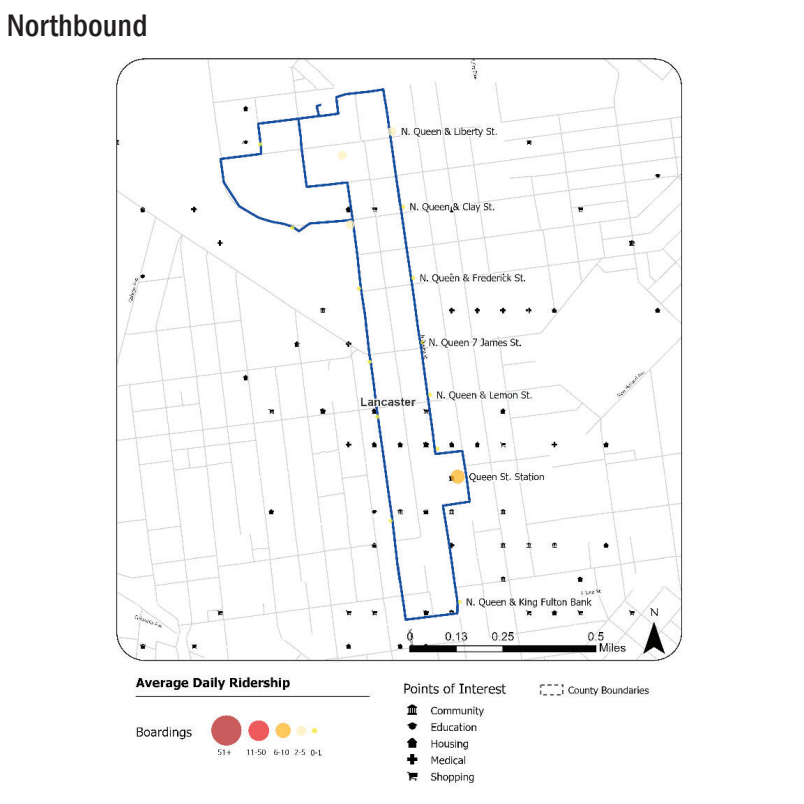 Northbound
N. Queen & Liberty St.
N. Queen & Clay St.
N. Queen & Frederick St.
N. Queen 7 James St.
N. Queen & Lemon St.
Lancaster
Queen St. Station
N. Queen & King Fulton Bank
N
0 0.13 0.25 0.5
Miles
Average Daily Ridership
Boardings
51+ 11-50 6-10 2-5 0-1
Points of Interest
Community
Education
Housing
Medical
Shopping
County Boundaries